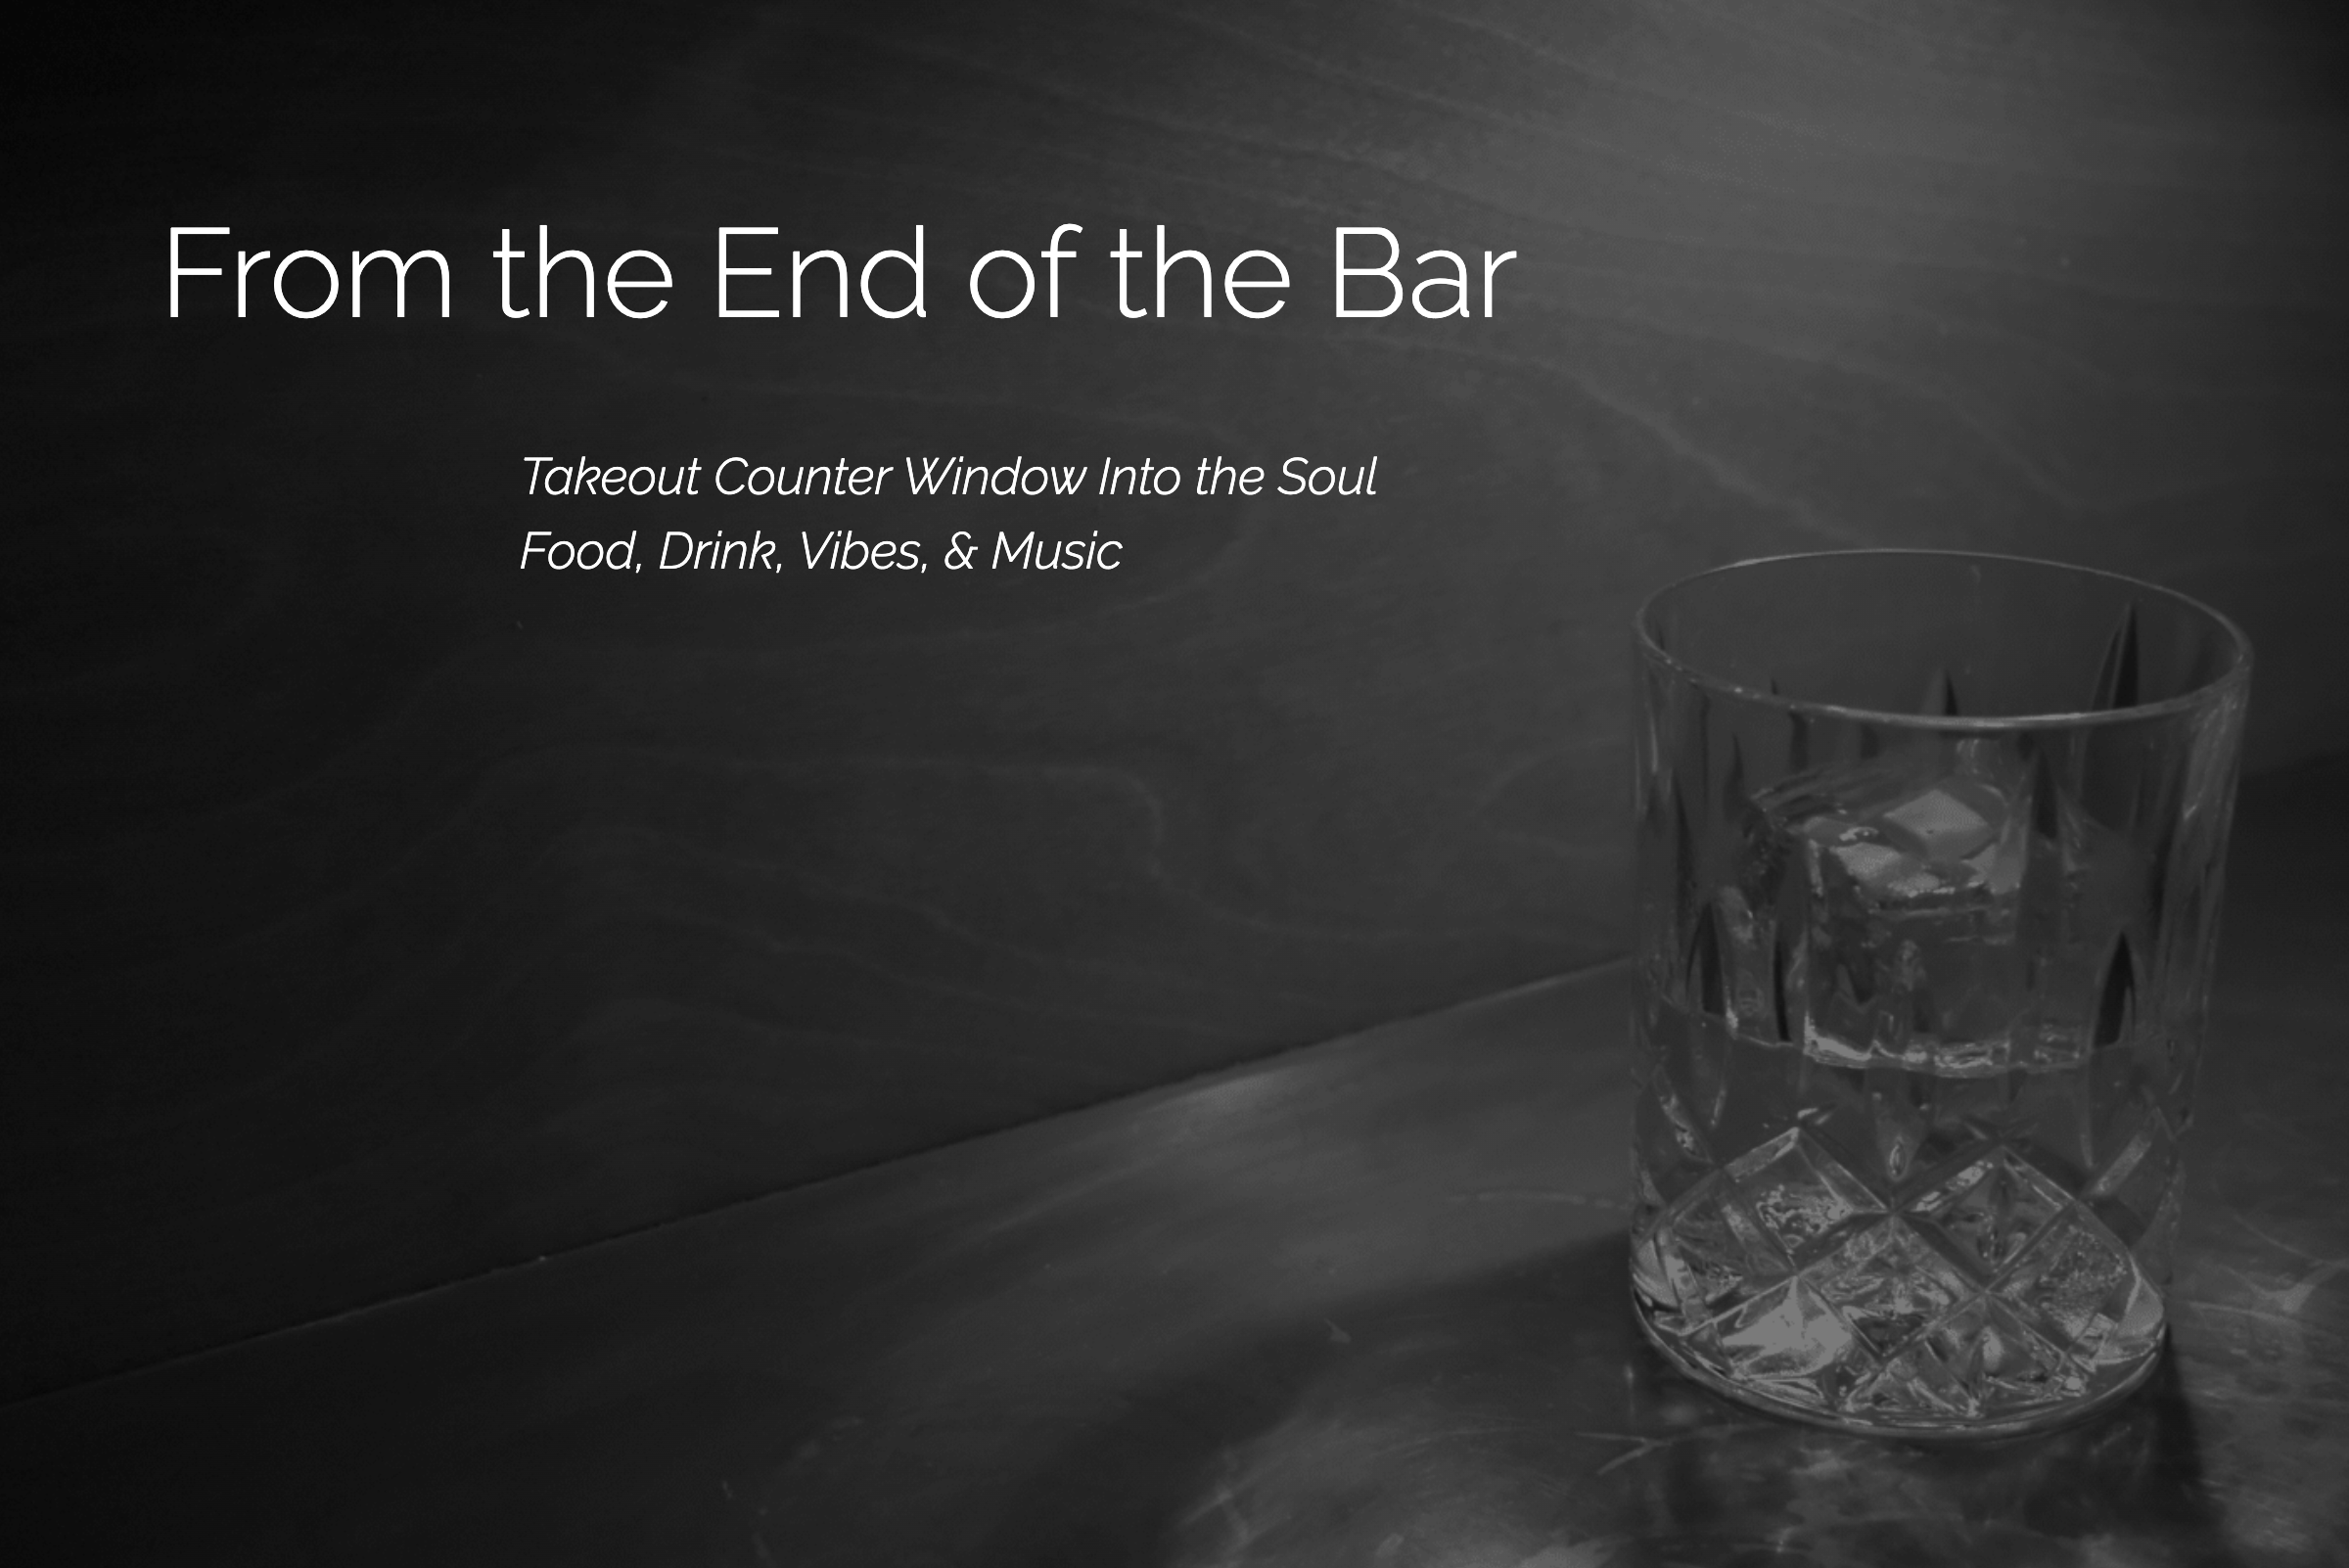 From the End of the Bar
Takeout Counter Window Into the Soul
Food, Drink, Vibes, & Music